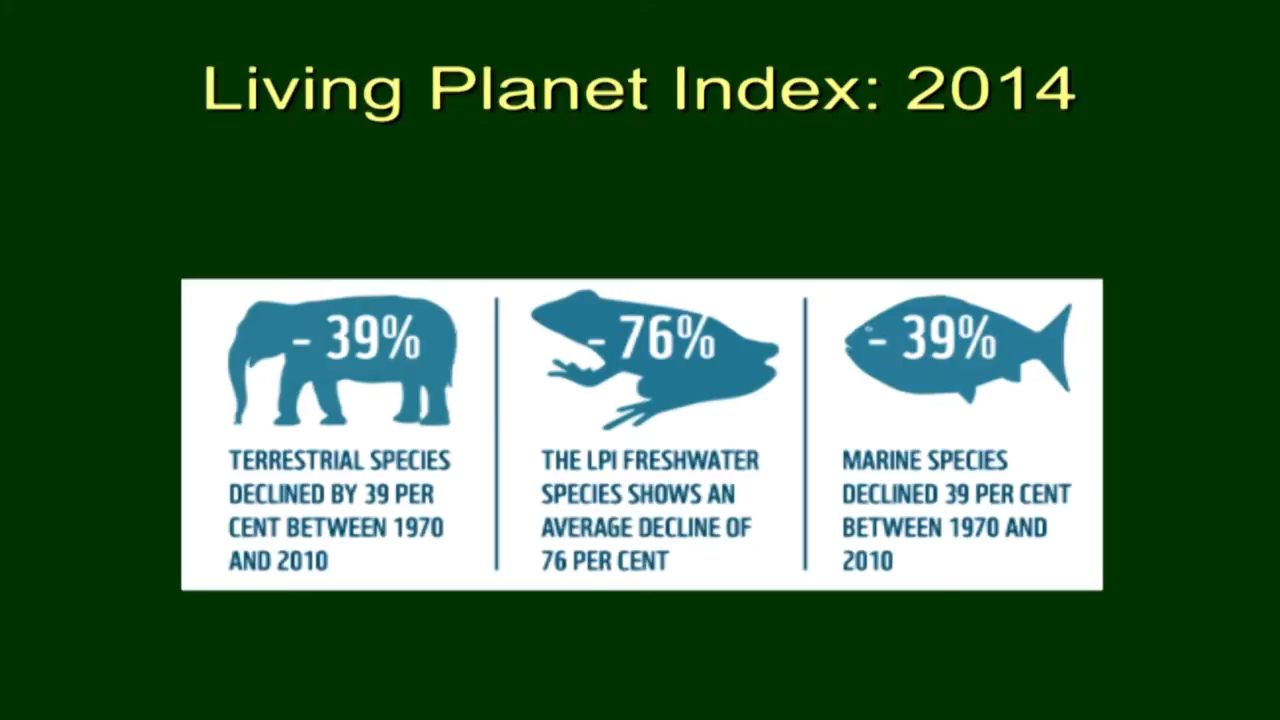 Living Planet Index: 2014
- 39%
TERRESTRIAL SPECIES
DECLINED BY 39 PER
CENT BETWEEN 1970
AND 2010
- 76%
THE LPI FRESHWATER
SPECIES SHOWS AN
AVERAGE DECLINE OF
76 PER CENT
- 39%
MARINE SPECIES
DECLINED 39 PER CENT
BETWEEN 1970 AND
2010